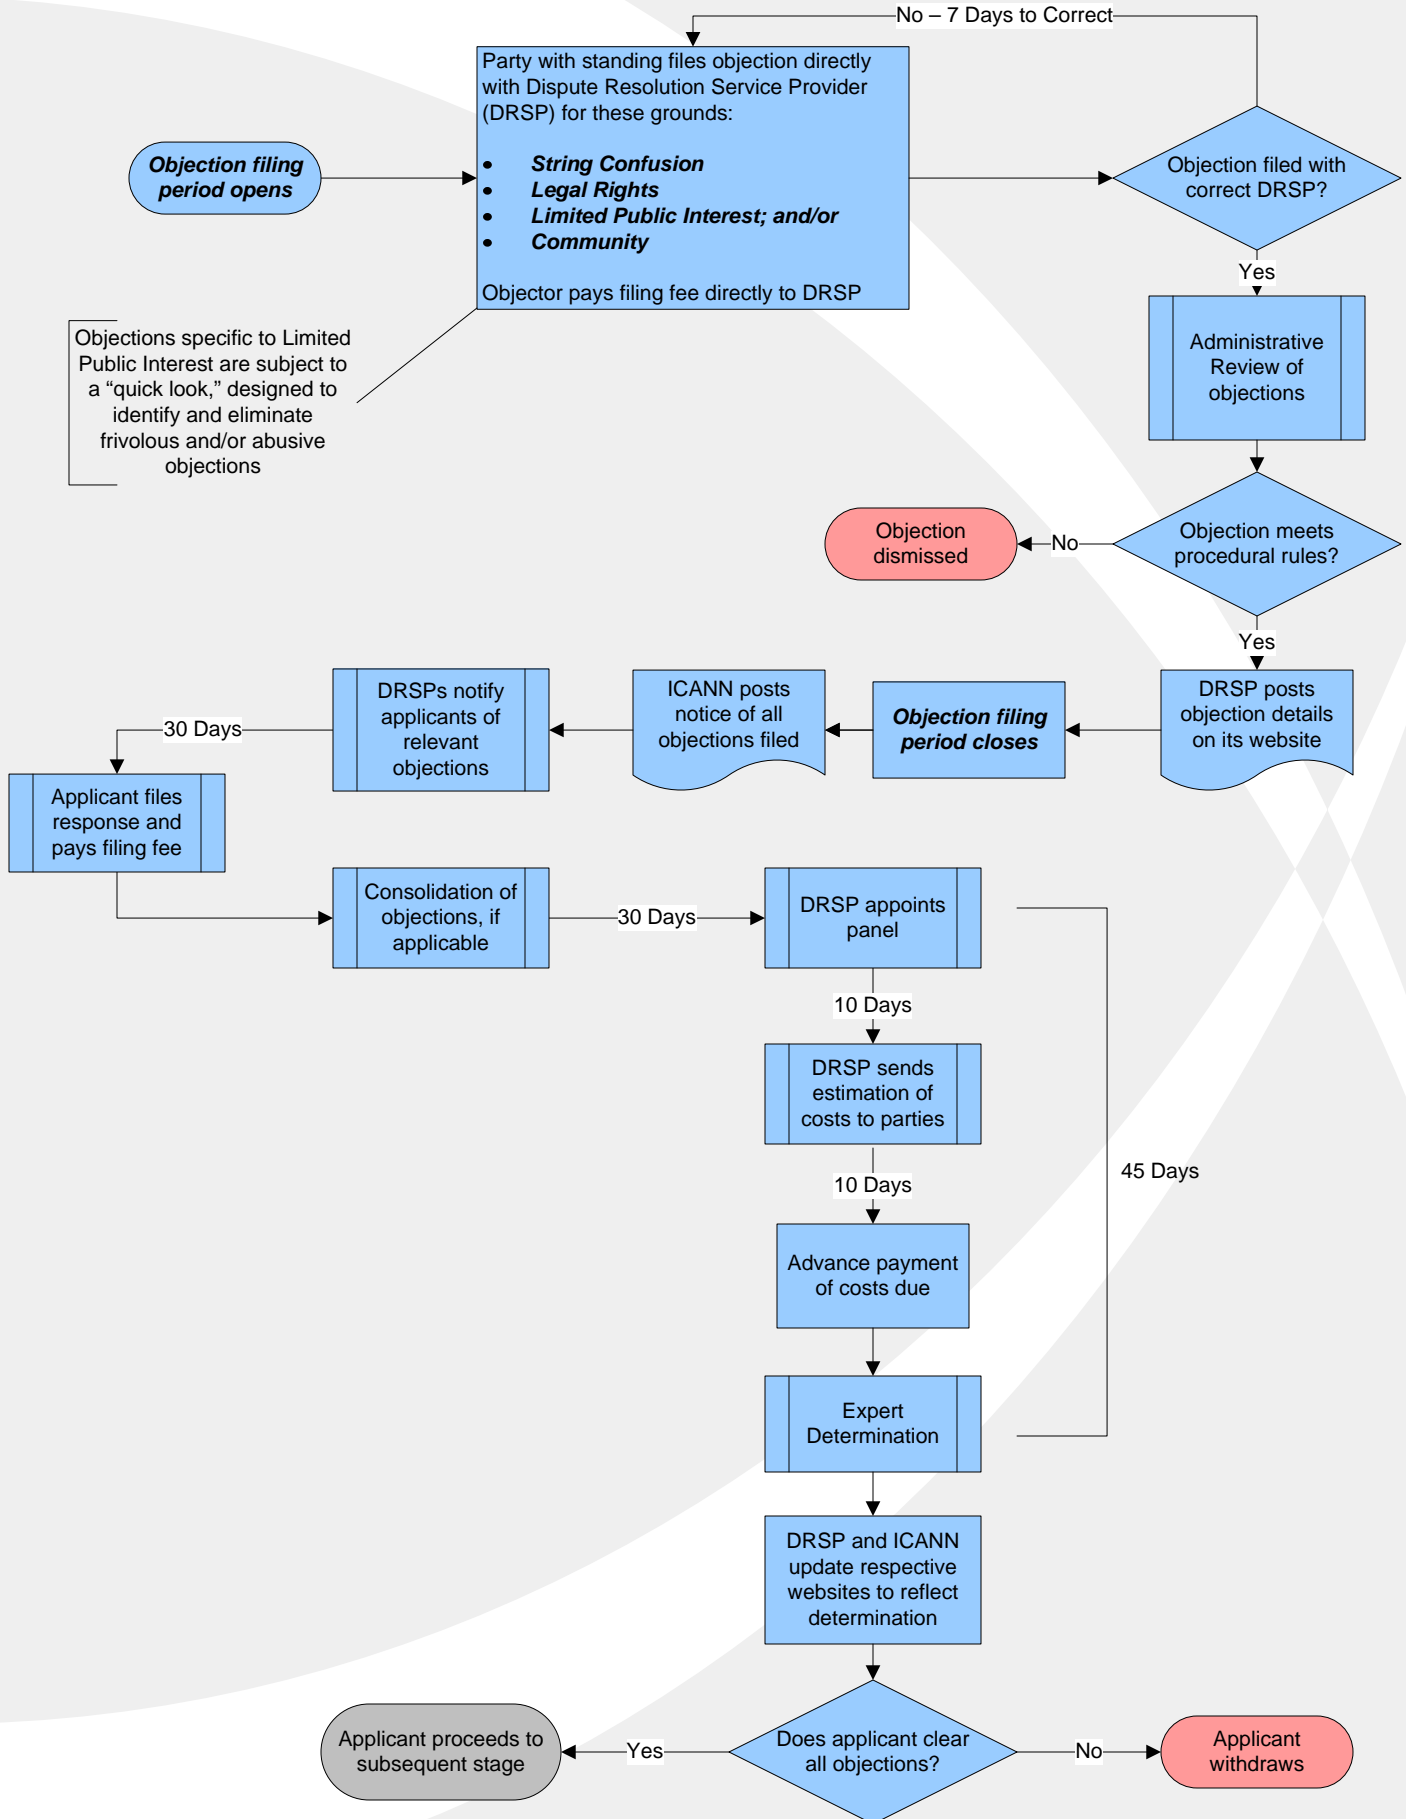 No – 7 Days to Correct
Party with standing files objection directly
with Dispute Resolution Service Provider
(DRSP) for these grounds:
• String Confusion
• Legal Rights
• Limited Public Interest; and/or
• Community
Objector pays filing fee directly to DRSP
Objection filing
period opens
Objection filed with
correct DRSP?
Yes
Objections specific to Limited
Public Interest are subject to
a “quick look,” designed to
identify and eliminate
frivolous and/or abusive
objections
Administrative
Review of
objections
Objection meets
procedural rules?
No
Objection
dismissed
Yes
DRSP posts
objection details
on its website
Objection filing
period closes
ICANN posts
notice of all
objections filed
DRSPs notify
applicants of
relevant
objections
30 Days
Applicant files
response and
pays filing fee
Consolidation of
objections, if
applicable
30 Days
DRSP appoints
panel
10 Days
DRSP sends
estimation of
costs to parties
10 Days
45 Days
Advance payment
of costs due
Expert
Determination
DRSP and ICANN
update respective
websites to reflect
determination
Does applicant clear
all objections?
Yes
Applicant proceeds to
subsequent stage
No
Applicant
withdraws